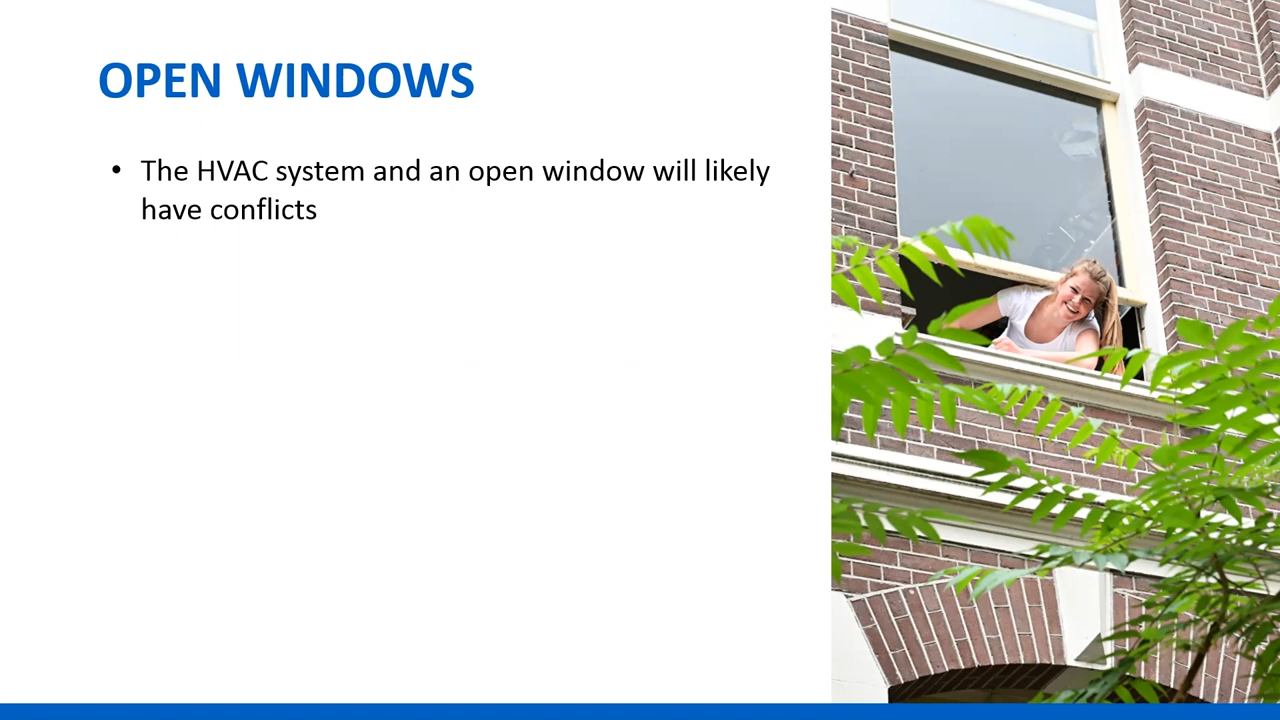 OPEN WINDOWS
• The HVAC system and an open window will likely
have conflicts